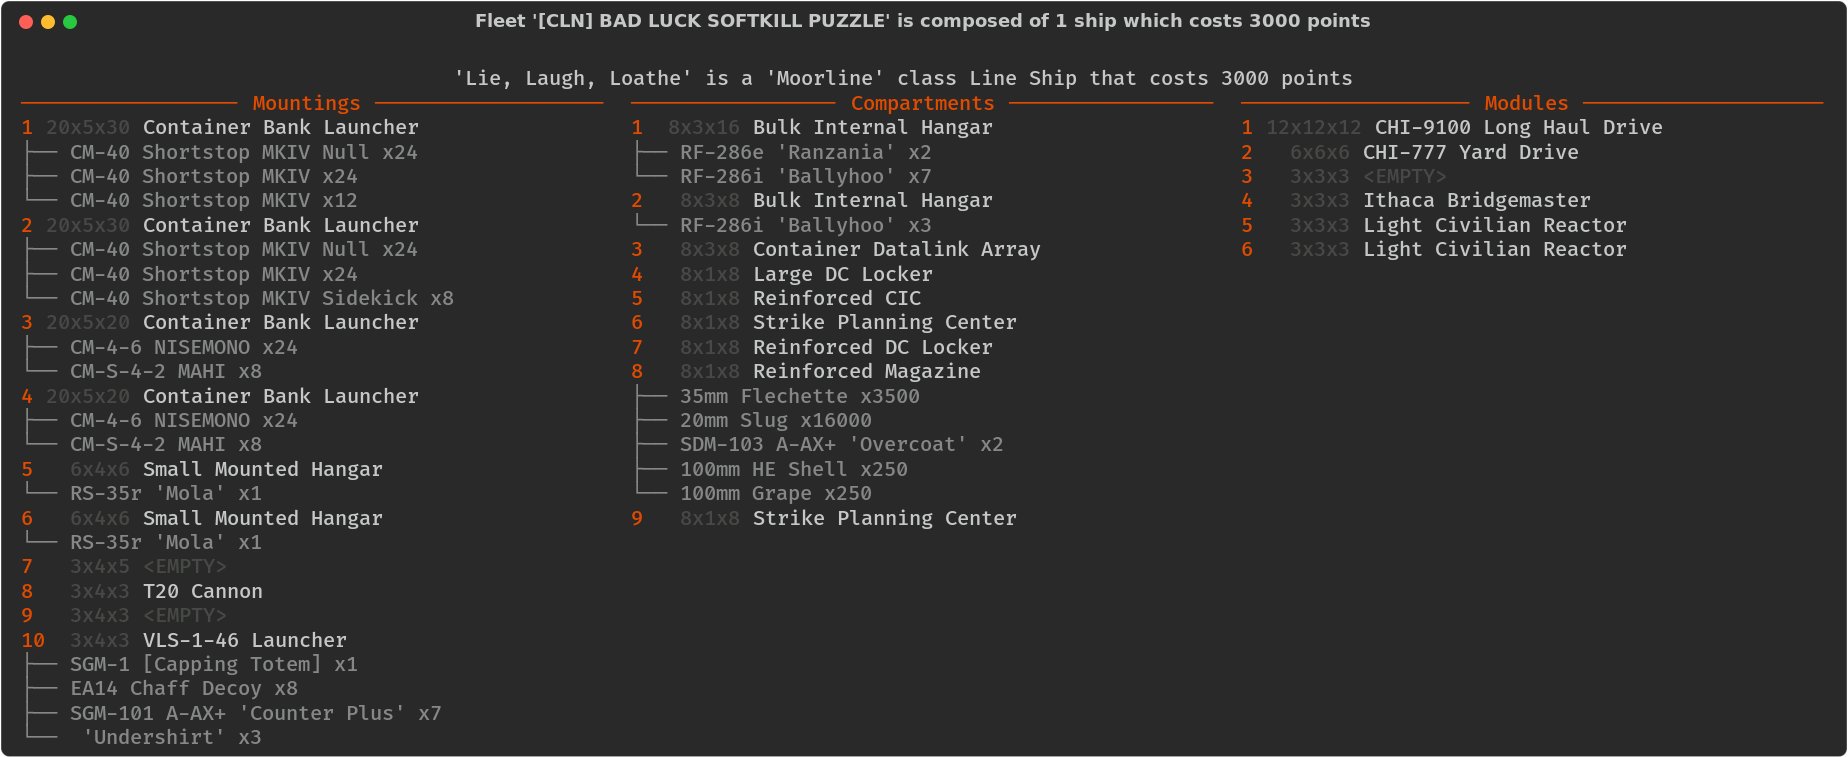 Fleet '[CLN] BAD LUCK SOFTKILL PUZZLE' is composed of 1 ship which costs 3000 points
'Lie, Laugh, Loathe' is a 'Moorline' class Line Ship that costs 3000 points
Mountings
1 20x5x30 Container Bank Launcher
CM-40 Shortstop MKIV Null x24
CM-40 Shortstop MKIV x24
CM-40 Shortstop MKIV x12
2 20x5x30 Container Bank Launcher
CM-40 Shortstop MKIV Null x24
CM-40 Shortstop MKIV x24
CM-40 Shortstop MKIV Sidekick x8
3 20x5x20 Container Bank Launcher
CM-4-6 NISEMONO x24
CM-S-4-2 MAHI x8
4 20x5x20 Container Bank Launcher
CM-4-6 NISEMONO x24
CM-S-4-2 MAHI x8
5 6x4x6 Small Mounted Hangar
RS-35r 'Mola' x1
6 6x4x6 Small Mounted Hangar
RS-35r 'Mola' x1
7 3x4x5 <EMPTY>
8 3x4x3 T20 Cannon
9 3x4x3 <EMPTY>
10 3x4x3 VLS-1-46 Launcher
SGM-1 [Capping Totem] x1
EA14 Chaff Decoy x8
SGM-101 A-AX+ 'Counter Plus' x7
'Undershirt' x3
Compartments
1 8x3x16 Bulk Internal Hangar
RF-286e 'Ranzania' x2
RF-286i 'Ballyhoo' x7
2 8x3x8 Bulk Internal Hangar
RF-286i 'Ballyhoo' x3
3 8x3x8 Container Datalink Array
4 8x1x8 Large DC Locker
5 8x1x8 Reinforced CIC
6 8x1x8 Strike Planning Center
7 8x1x8 Reinforced DC Locker
8 8x1x8 Reinforced Magazine
35mm Flechette x3500
20mm Slug x16000
SDM-103 A-AX+ 'Overcoat' x2
100mm HE Shell x250
100mm Grape x250
9 8x1x8 Strike Planning Center
Modules
1 12x12x12 CHI-9100 Long Haul Drive
2 6x6x6 CHI-777 Yard Drive
3 3x3x3 <EMPTY>
4 3x3x3 Ithaca Bridgemaster
5 3x3x3 Light Civilian Reactor
6 3x3x3 Light Civilian Reactor